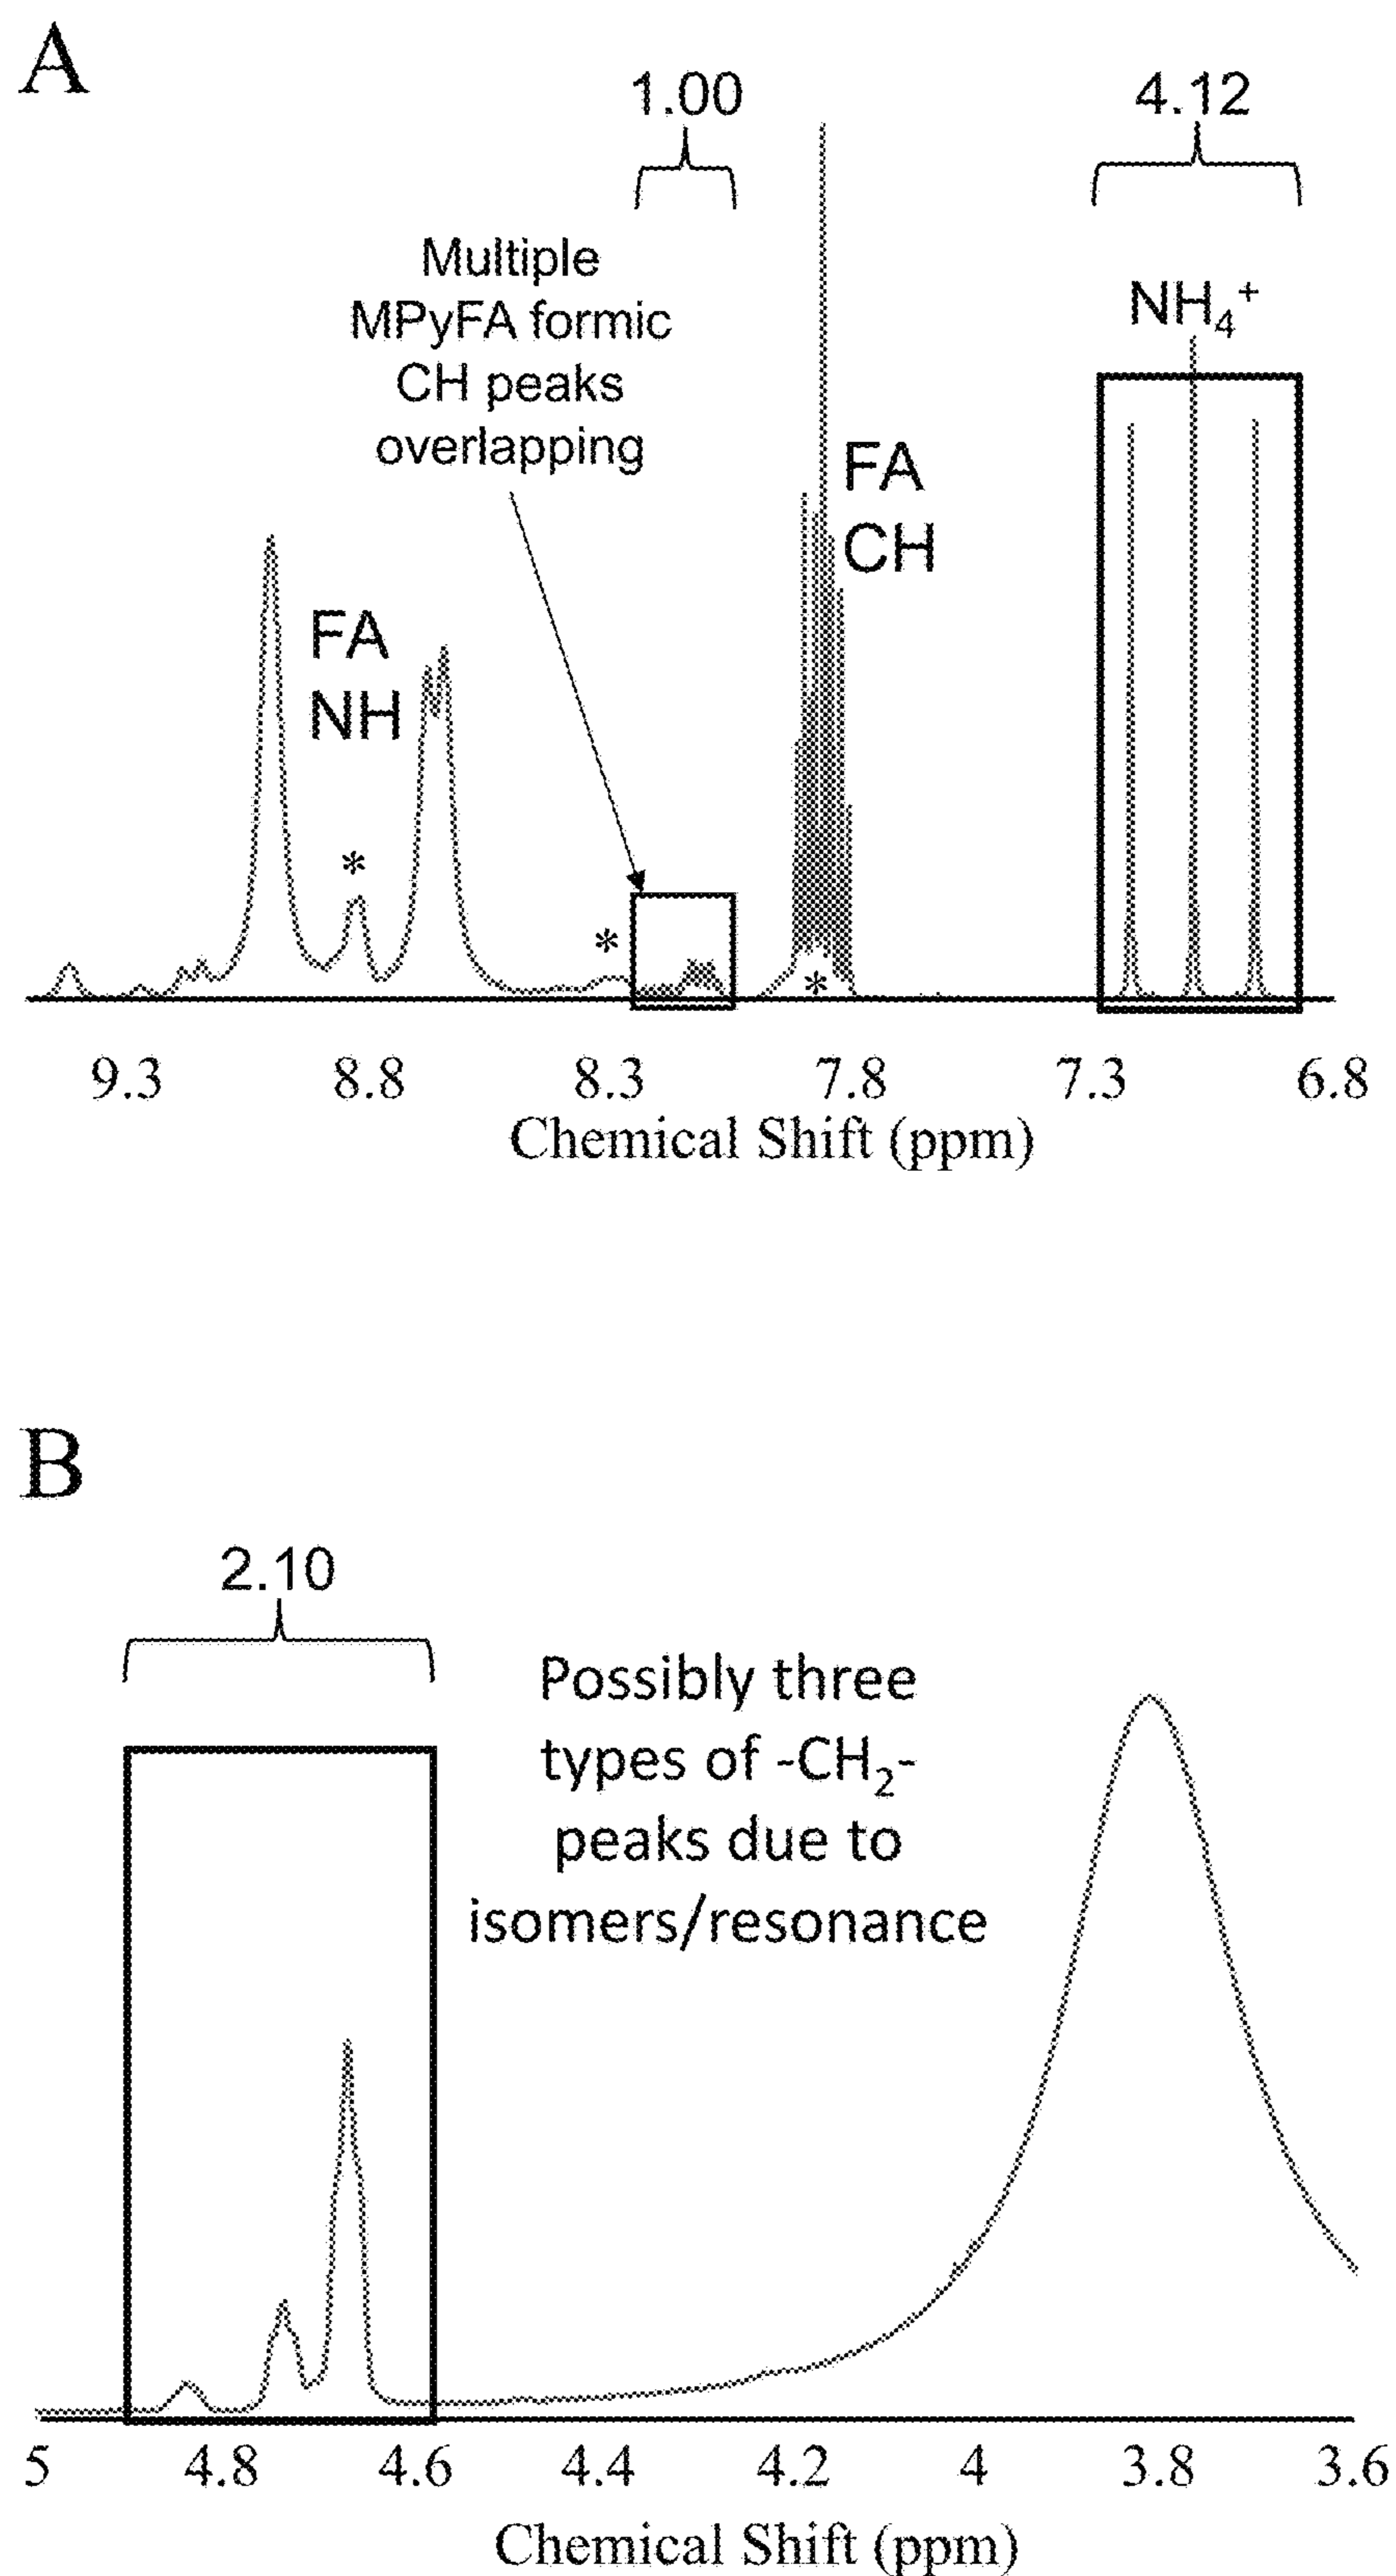 A
1.00
4.12
Multiple
MPyFA formic
CH peaks
overlapping
NH₄⁺
FA
CH
FA
NH
*
*
*
9.3 8.8 8.3 7.8 7.3 6.8
Chemical Shift (ppm)
B
2.10
Possibly three
types of -CH₂-
peaks due to
isomers/resonance
5 4.8 4.6 4.4 4.2 4 3.8 3.6
Chemical Shift (ppm)